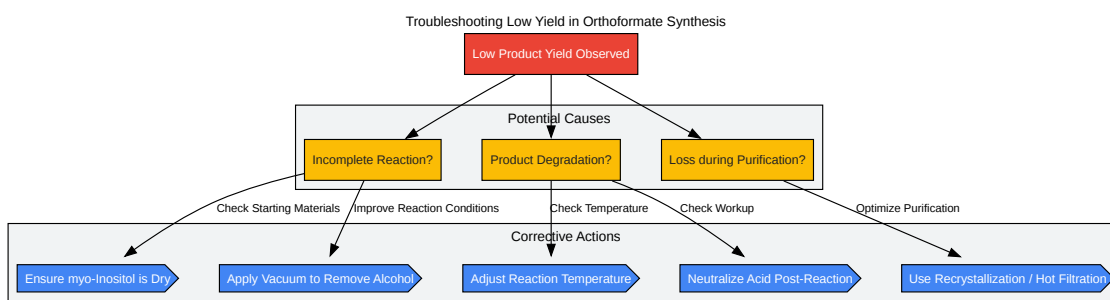 Troubleshooting Low Yield in Orthoformate Synthesis
Low Product Yield Observed
Potential Causes
Incomplete Reaction?
Product Degradation?
Loss during Purification?
Check Starting Materials
Improve Reaction Conditions
Check Temperature
Check Workup
Optimize Purification
Corrective Actions
Ensure myo-Inositol is Dry
Apply Vacuum to Remove Alcohol
Adjust Reaction Temperature
Neutralize Acid Post-Reaction
Use Recrystallization / Hot Filtration